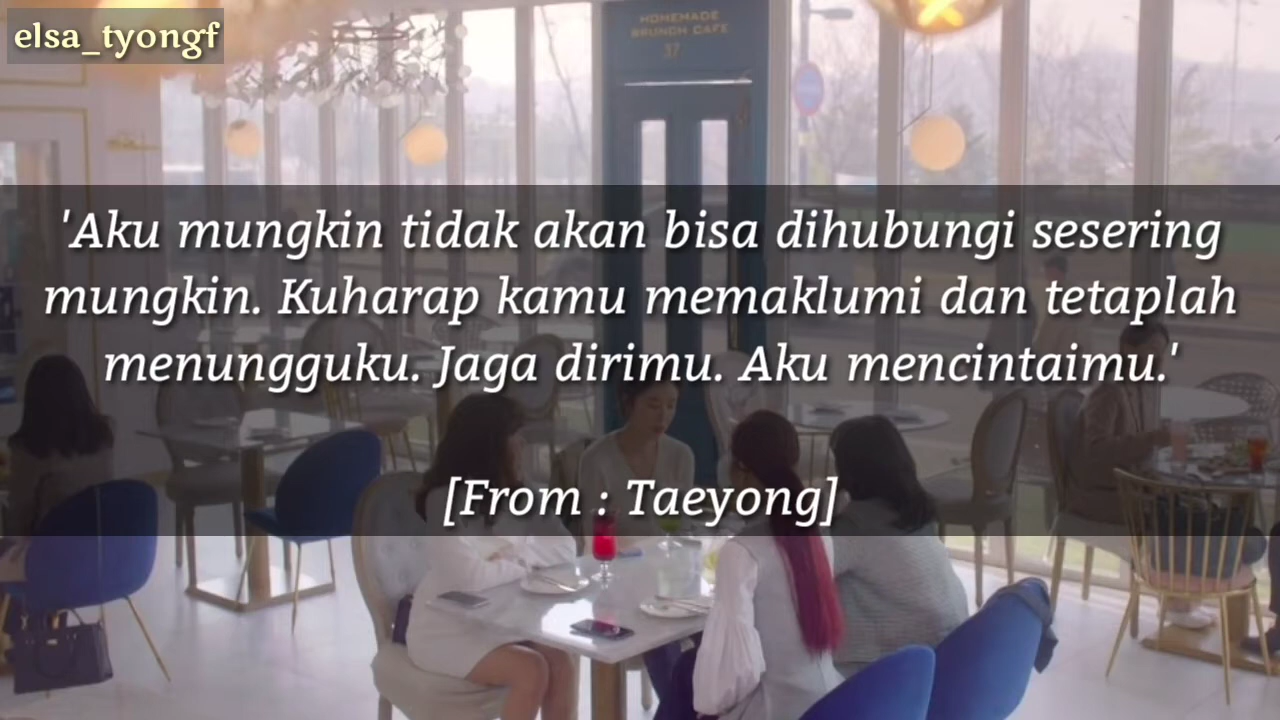 elsa_tyongf
HOMEMADE
BRUNCH CAFE
37
'Aku mungkin tidak akan bisa dihubungi sesering
mungkin. Kuharap kamu memaklumi dan tetaplah
menungguku. Jaga dirimu. Aku mencintaimu.'
[From : Taeyong]